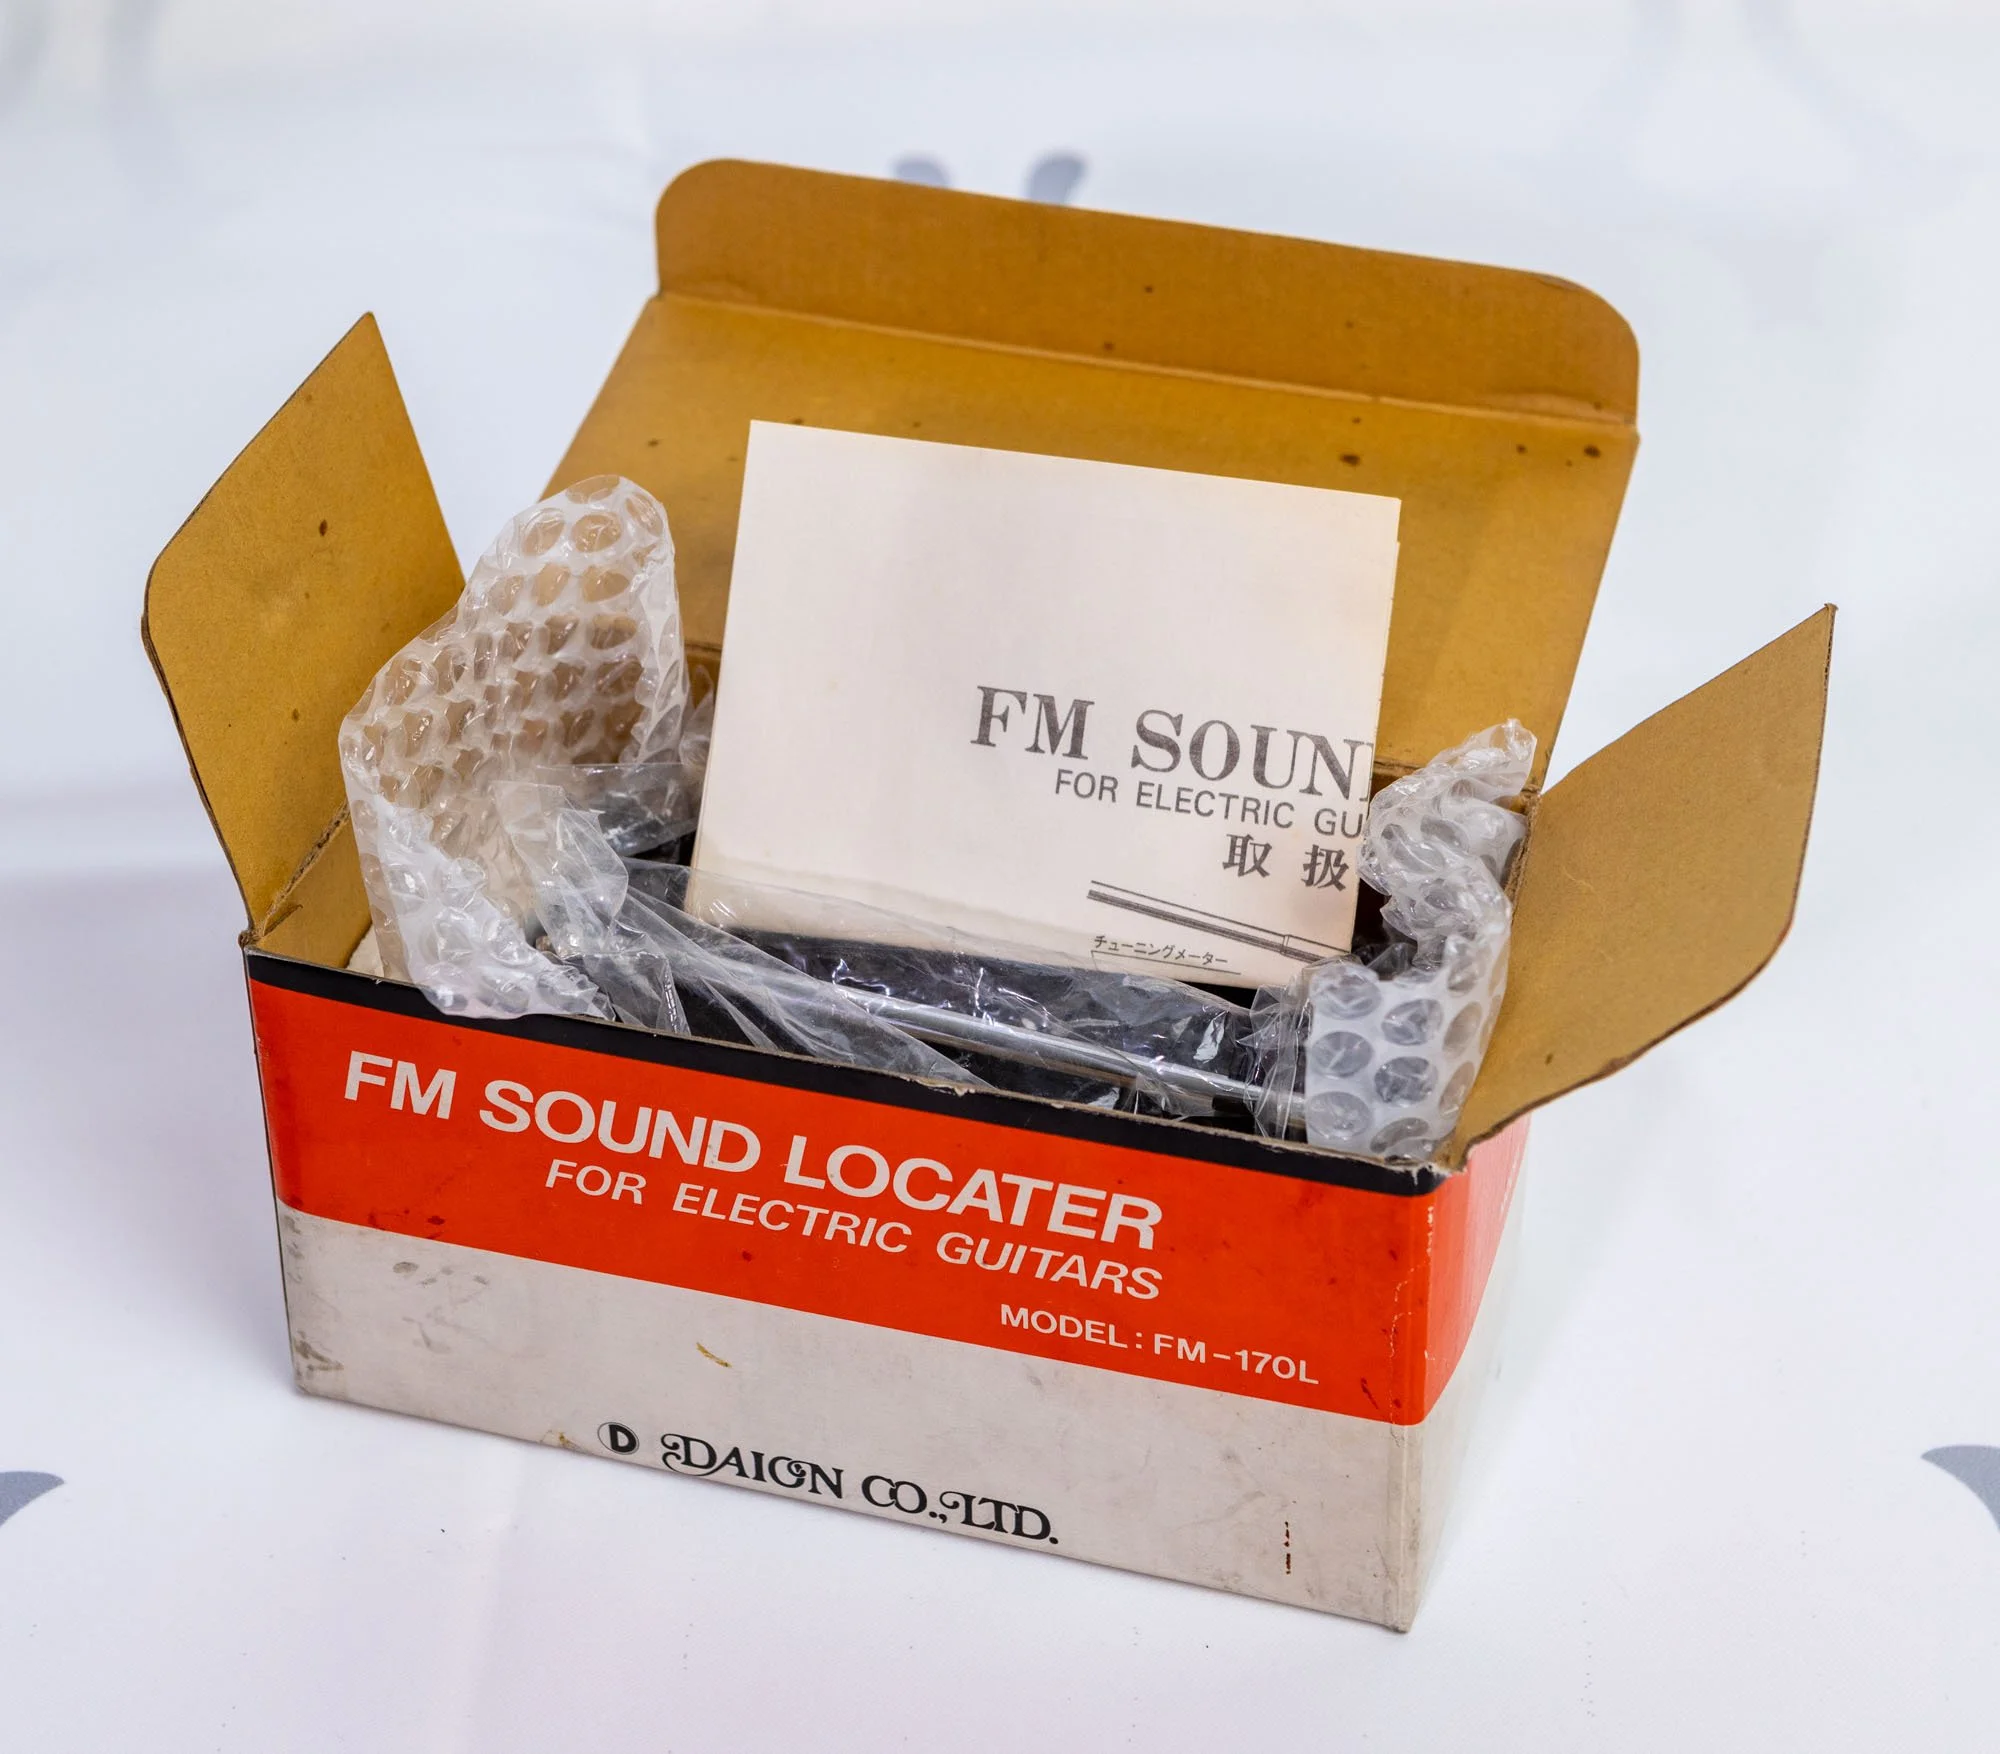 FM SOUN
FOR ELECTRIC GU
取扱
チューニングメーター
FM SOUND LOCATER
FOR ELECTRIC GUITARS
MODEL: FM-170L
D DAION CO., LTD.